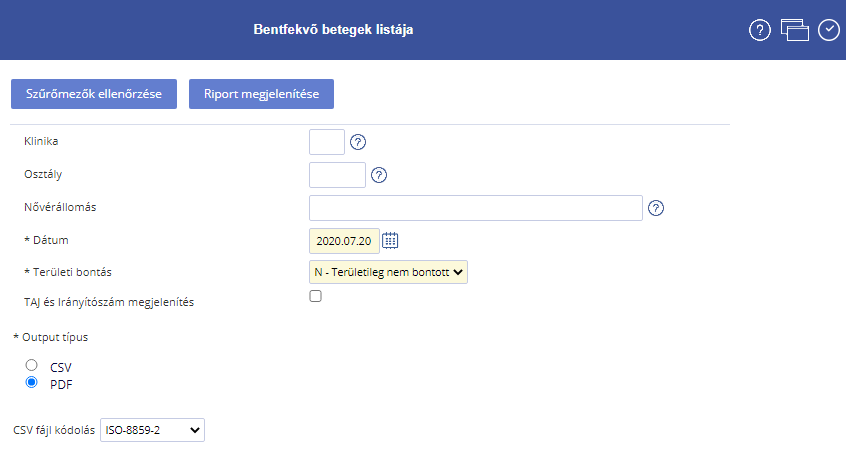 Bentfekvő betegek listája
Szűrőmezők ellenőrzése Riport megjelenítése
Klinika
Osztály
Nővérállomás
* Dátum 2020.07.20
* Területi bontás N - Területileg nem bontott
TAJ és Irányítószám megjelenítés
* Output típus
CSV
PDF
CSV fájl kódolás ISO-8859-2